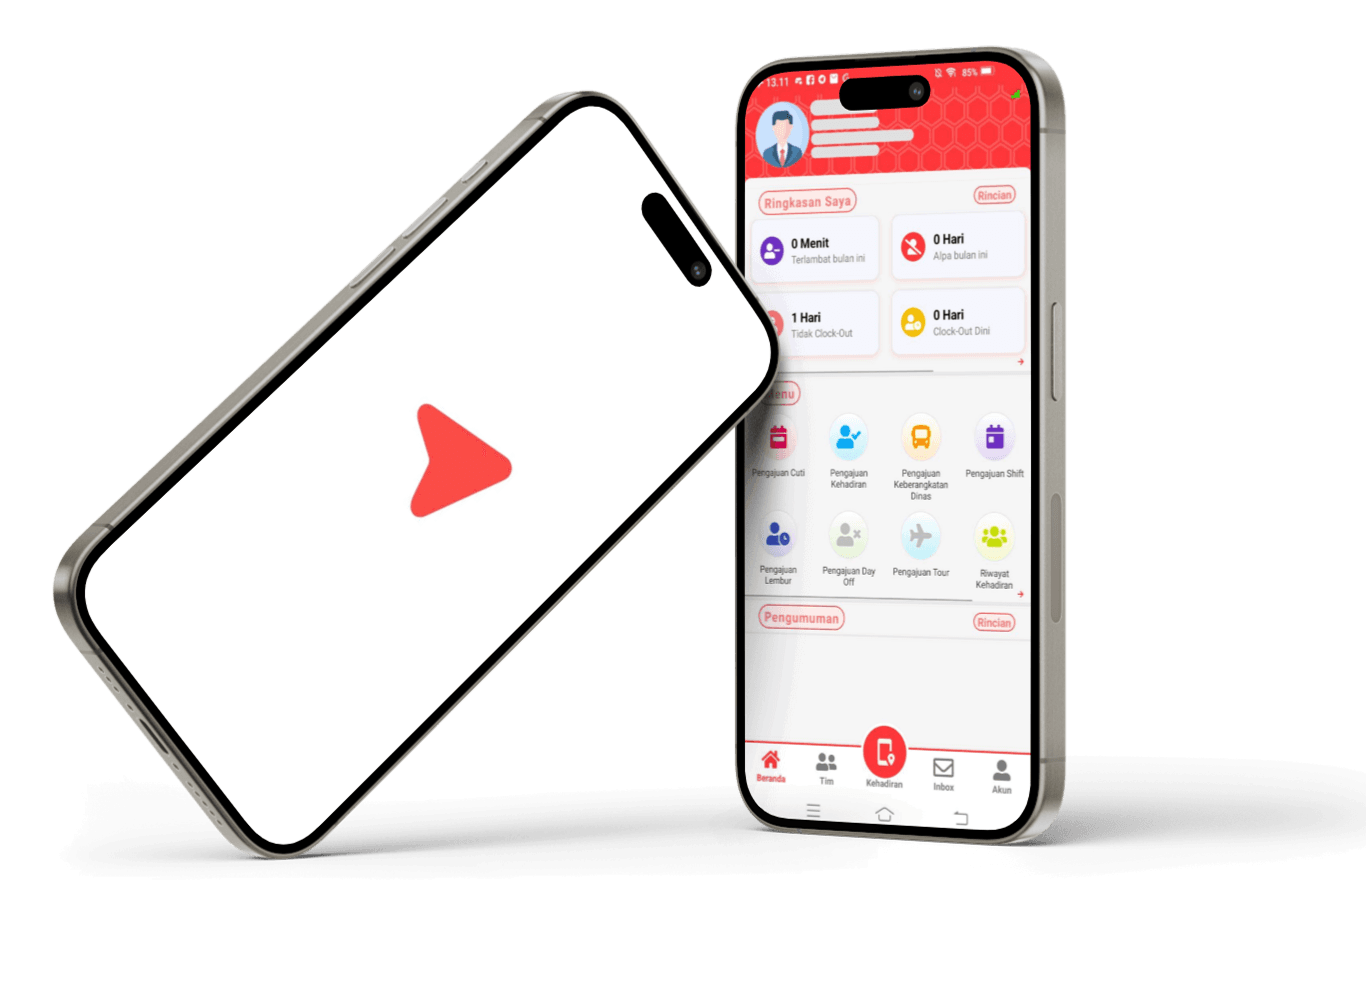 13.11
85%
Ringkasan Saya
Rincian
0 Menit
Terlambat bulan ini
0 Hari
Alpa bulan ini
1 Hari
Tidak Clock-Out
0 Hari
Clock-Out Dini
enu
Pengajuan Cuti
Pengajuan
Kehadiran
Pengajuan
Keberangkatan
Dinas
Pengajuan Shift
Pengajuan
Lembur
Pengajuan Day
Off
Pengajuan Tour
Riwayat
Kehadiran
Pengumuman
Rincian
Beranda
Tim
Kehadiran
Inbox
Akun